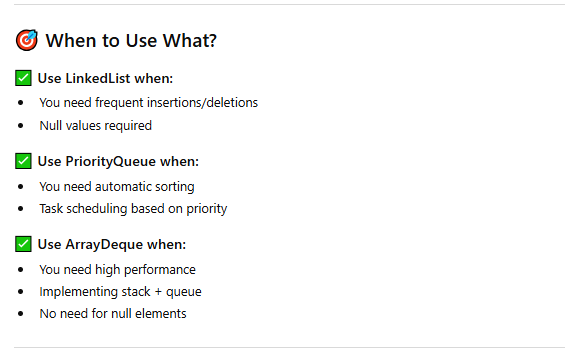 🎯 When to Use What?
✅ Use LinkedList when:
• You need frequent insertions/deletions
• Null values required
✅ Use PriorityQueue when:
• You need automatic sorting
• Task scheduling based on priority
✅ Use ArrayDeque when:
• You need high performance
• Implementing stack + queue
• No need for null elements